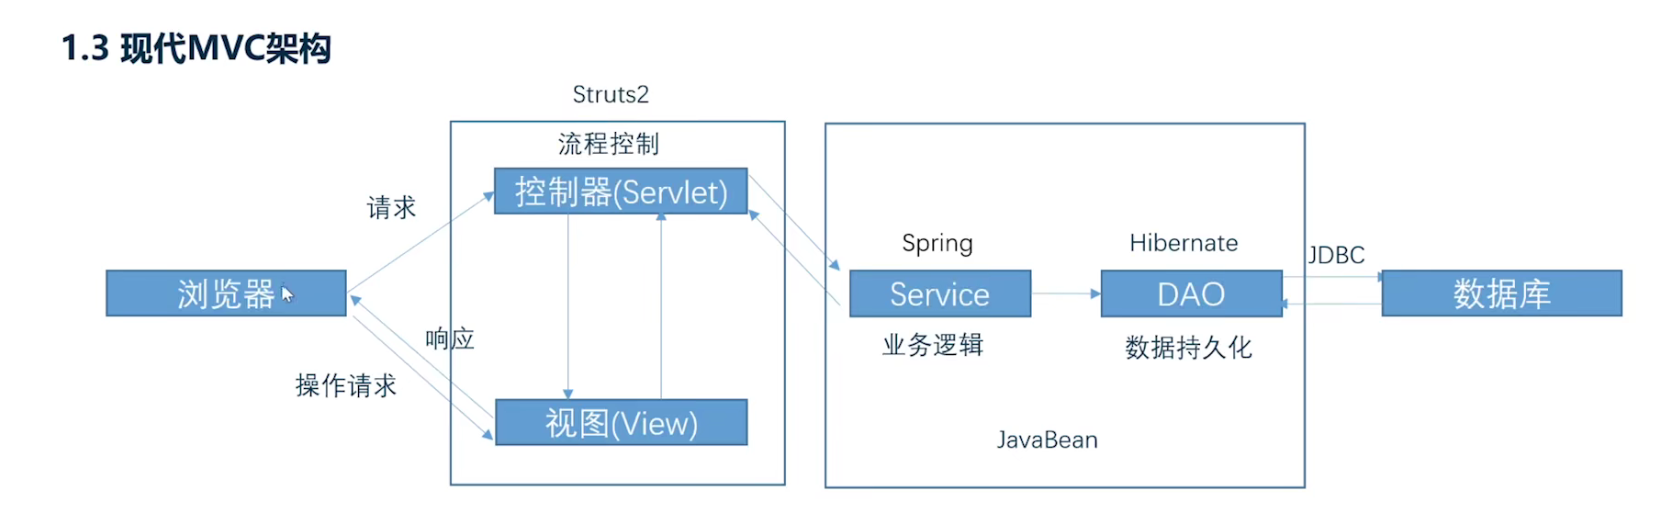 1.3 现代MVC架构
Struts2
流程控制
控制器(Servlet)
请求
Spring
Hibernate
JDBC
浏览器
Service
DAO
数据库
响应
业务逻辑
数据持久化
操作请求
视图(View)
JavaBean